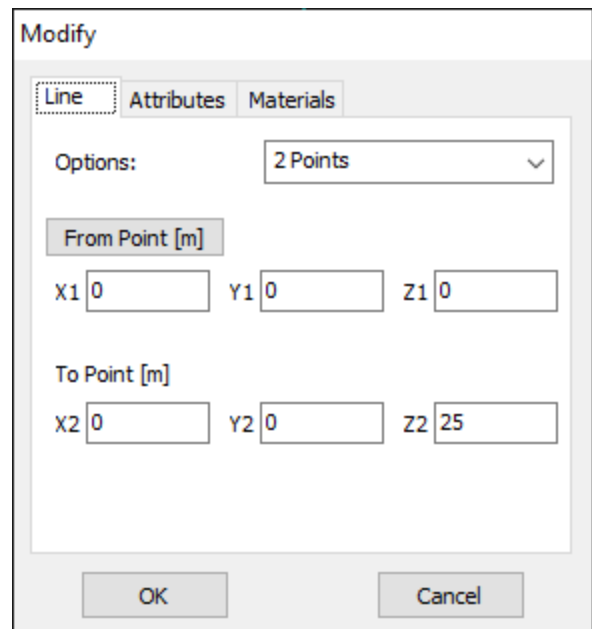 Modify
Line Attributes Materials
Options: 2 Points
From Point [m]
X1 0 Y1 0 Z1 0
To Point [m]
X2 0 Y2 0 Z2 25
OK Cancel